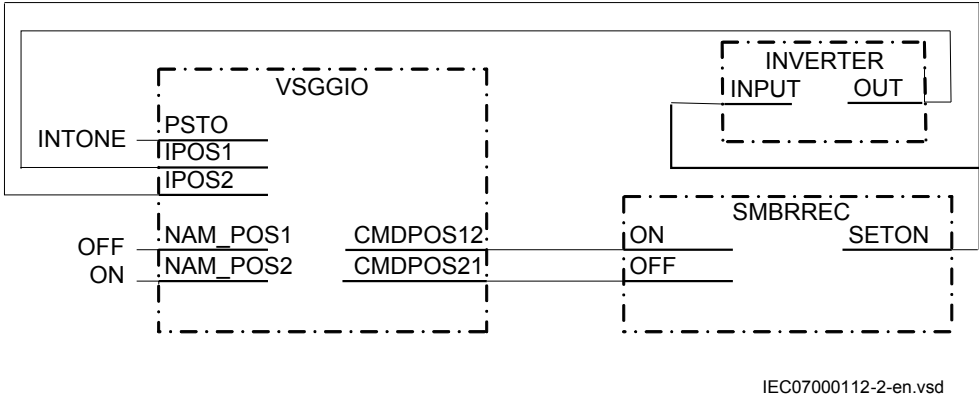 INVERTER
INPUT OUT
VSGGIO
INTONE PSTO
IPOS1
IPOS2
SMBRREC
OFF NAM_POS1 CMDPOS12 ON SETON
ON NAM_POS2 CMDPOS21 OFF
IEC07000112-2-en.vsd